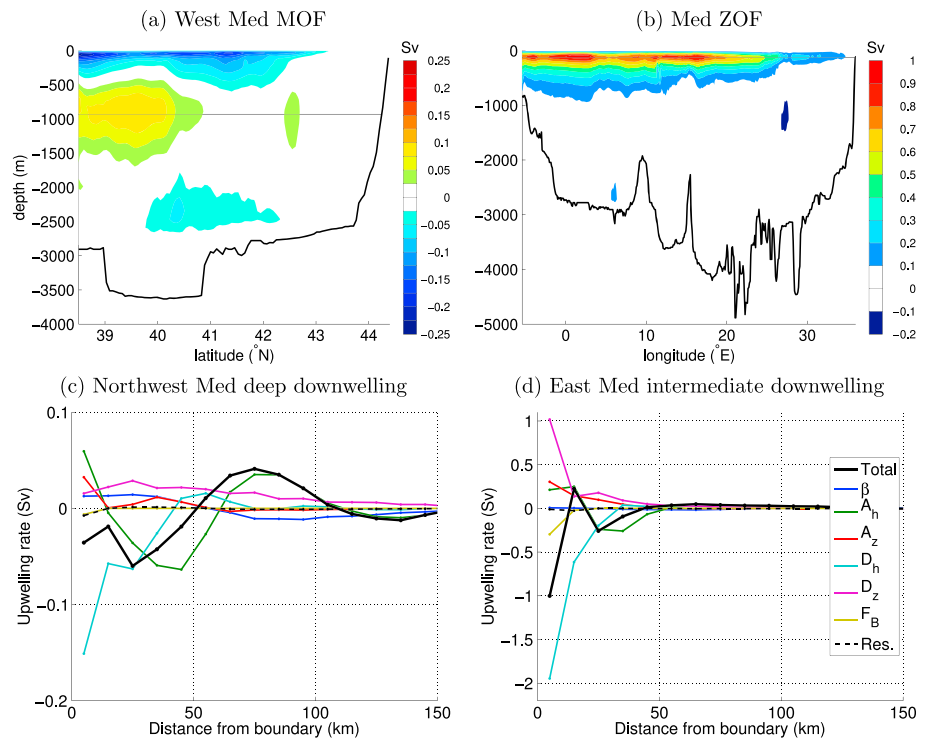 (a) West Med MOF
Sv
0
−500
−1000
−1500
−2000
−2500
−3000
−3500
−4000
depth (m)
39 40 41 42 43 44
latitude (°N)
0.25
0.2
0.15
0.1
0.05
0
−0.05
−0.1
−0.15
−0.2
−0.25
(b) Med ZOF
Sv
0
−1000
−2000
−3000
−4000
−5000
0 10 20 30
longitude (°E)
1
0.9
0.8
0.7
0.6
0.5
0.4
0.3
0.2
0.1
0
−0.1
−0.2
(c) Northwest Med deep downwelling
0.1
0
−0.1
−0.2
Upwelling rate (Sv)
0 50 100 150
Distance from boundary (km)
(d) East Med intermediate downwelling
1
0.5
0
−0.5
−1
−1.5
−2
Upwelling rate (Sv)
0 50 100 150
Distance from boundary (km)
Total
β
A_h
A_z
D_h
D_z
F_B
Res.